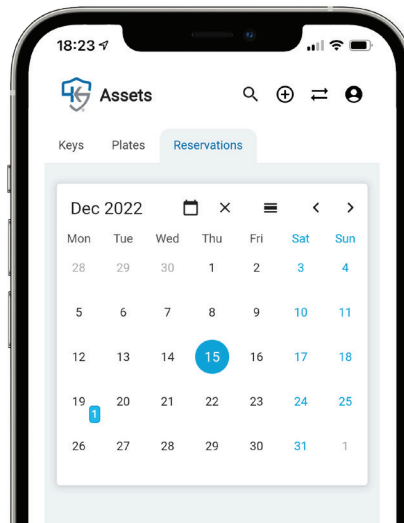 18:23
Assets
Keys Plates Reservations
Dec 2022
Mon Tue Wed Thu Fri Sat Sun
28 29 30 1 2 3 4
5 6 7 8 9 10 11
12 13 14 15 16 17 18
19 1 20 21 22 23 24 25
26 27 28 29 30 31 1